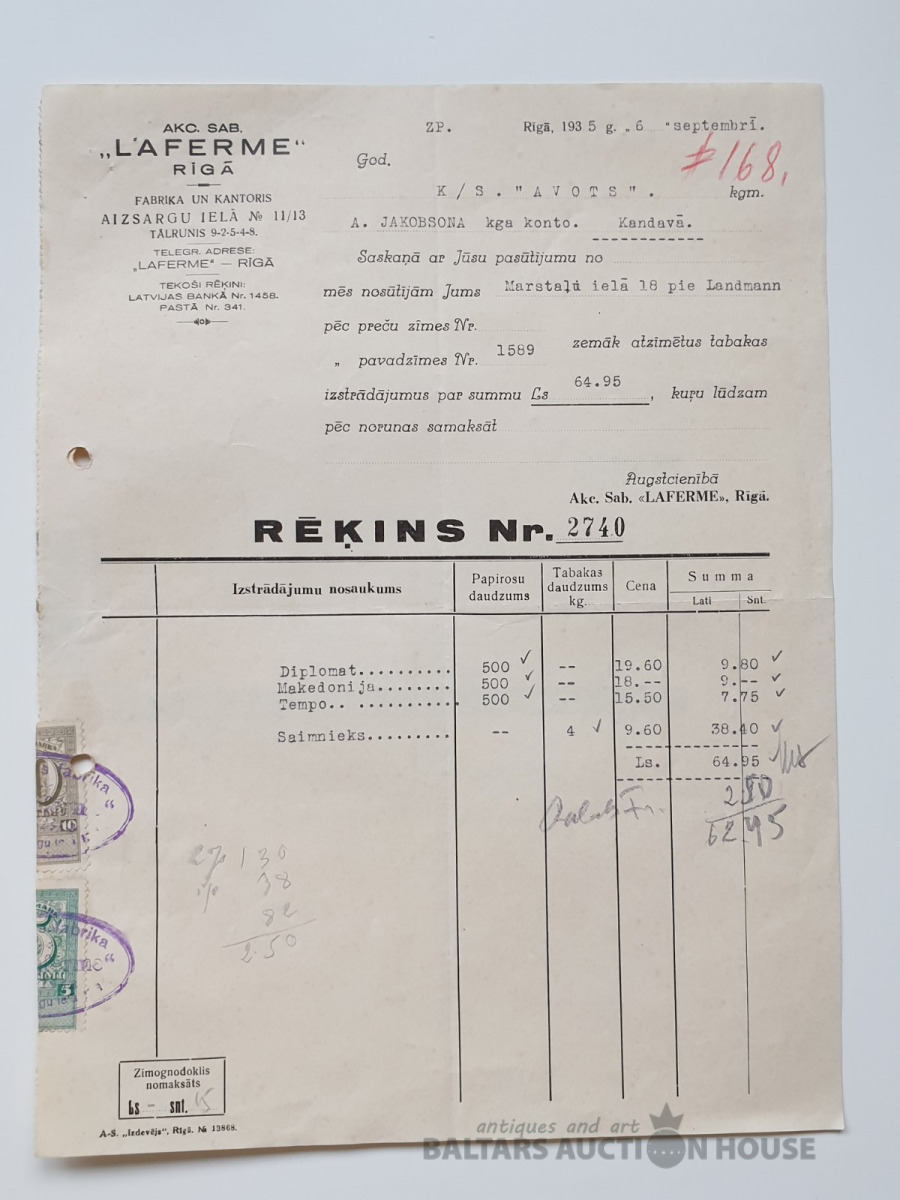 AKC. SAB.
„LAFERME“
RĪGĀ
FABRIKA UN KANTORIS
AIZSARGU IELĀ № 11/13
TĀLRUNIS 9-2-5-4-8.
TELEGR. ADRESE:
„LAFERME“ — RĪGĀ
TEKOŠI RĒĶINI:
LATVIJAS BANKĀ Nr. 1458.
PASTĀ Nr. 341.
ZP. Rīgā, 1935 g. „6 “ septembrī.
God. #168,
K/S."AVOTS". kgm.
A. JAKOBSONA kga konto. Kandavā.
Saskaņā ar Jūsu pasūtījumu no
mēs nosūtījām Jums Marstaļu ielā 18 pie Landmann
pēc preču zīmes Nr.
„ pavadzīmes Nr. 1589 zemāk atzīmētus tabakas
izstrādājumus par summu Ls 64.95, kuŗu lūdzam
pēc norunas samaksāt
Augstcienībā
Akc. Sab. «LAFERME», Rīgā.
RĒĶINS Nr. 2740
Izstrādājumu nosaukums Papirosu daudzums Tabakas daudzums kg. Cena Summa
Lati Snt.
Diplomat.......... 500 ✓ -- 19.60 9.80 ✓
Makedonija........ 500 ✓ -- 18.-- 9.-- ✓
Tempo.. .......... 500 ✓ -- 15.50 7.75 ✓
Saimnieks......... -- 4 ✓ 9.60 38.40 ✓
Ls. 64.95
2 50
62 45
2% 130
38
82
2.50
fabrika
10
fabrika
5
Zimognodoklis
nomaksāts
Ls – snt. 15
A-S. „Izdevējs“, Rīgā. № 13868.
antiques and art
BALTARS AUCTION HOUSE